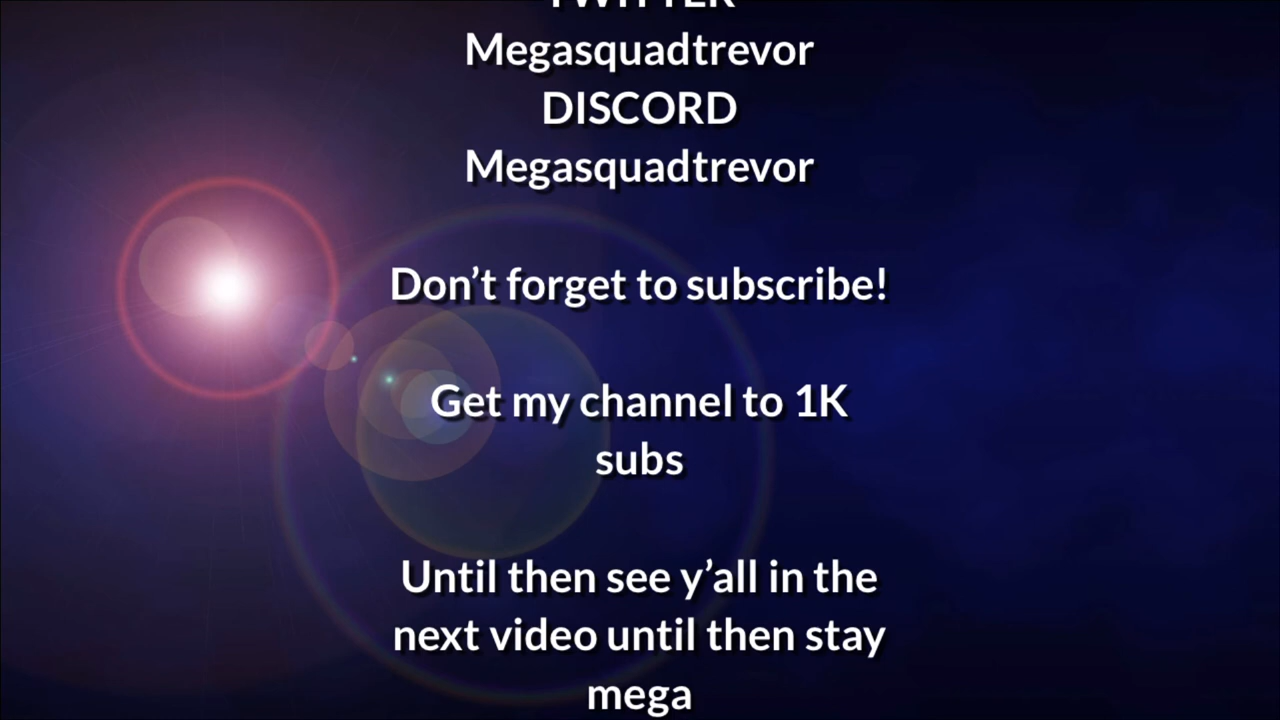 TWITTER
Megasquadtrevor
DISCORD
Megasquadtrevor
Don’t forget to subscribe!
Get my channel to 1K
subs
Until then see y’all in the
next video until then stay
mega